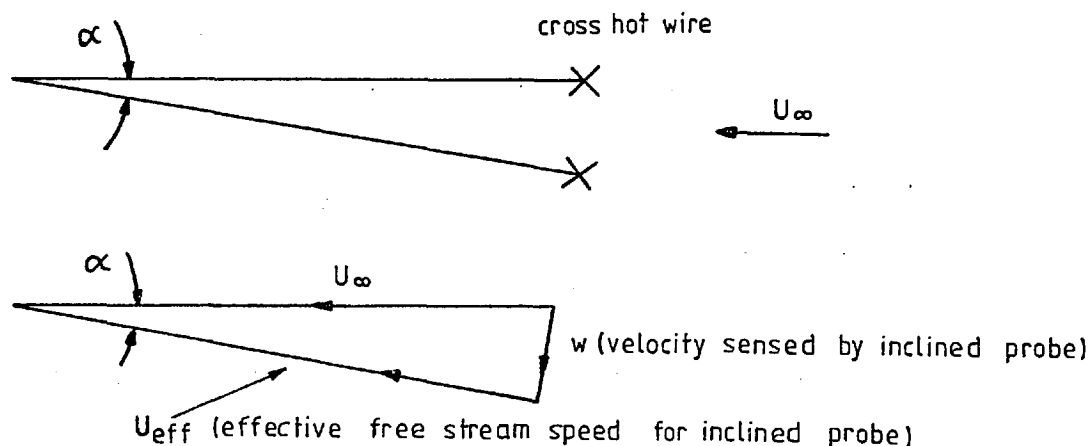 cross hot wire
α
U∞
α
U∞
w (velocity sensed by inclined probe)
Ueff (effective free stream speed for inclined probe)